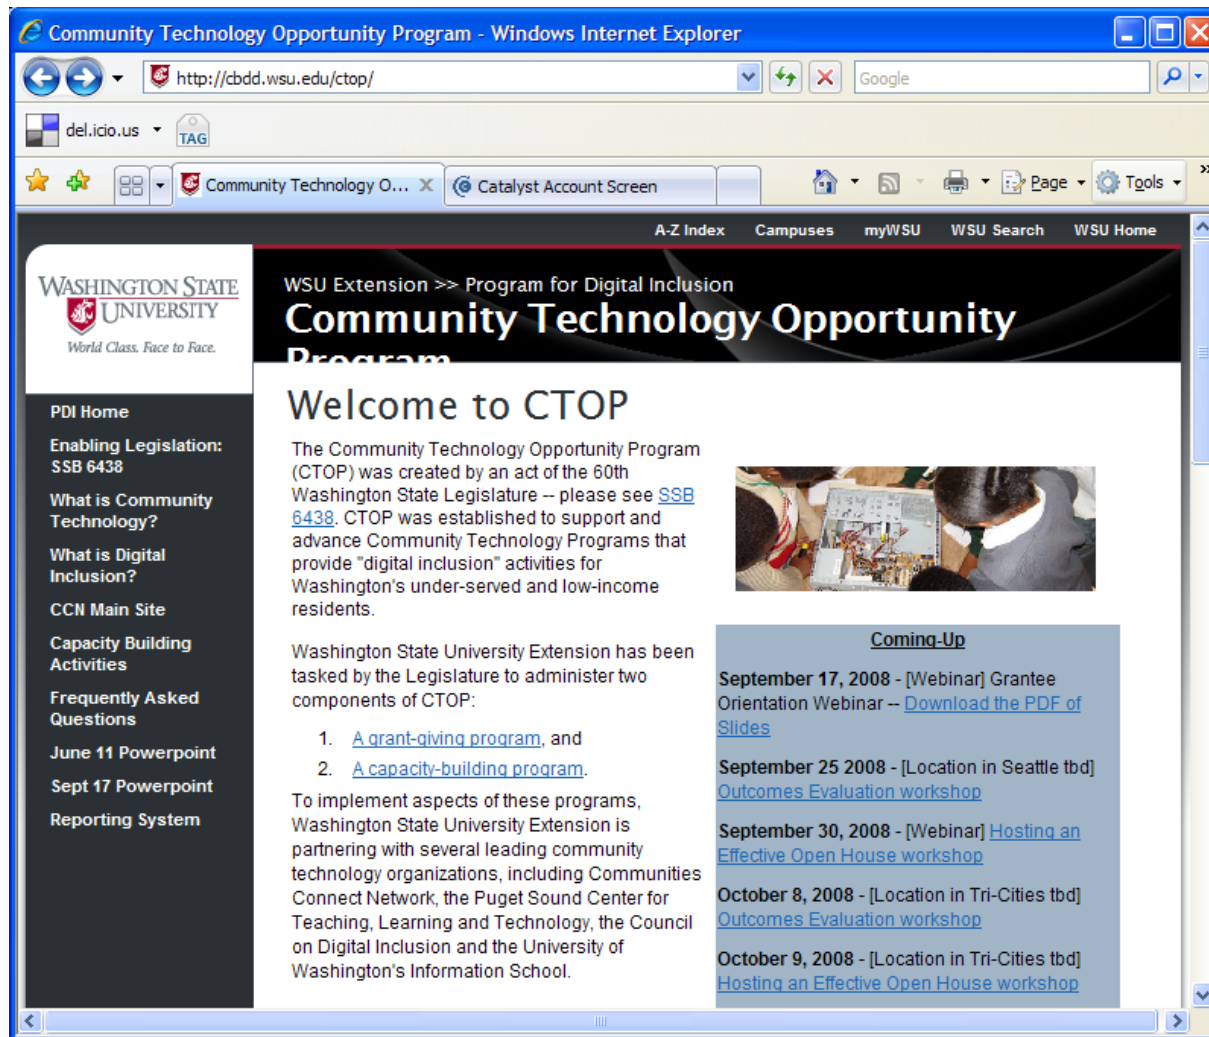 Community Technology Opportunity Program - Windows Internet Explorer
http://cbdd.wsu.edu/ctop/
Google
del.icio.us
TAG
Community Technology O...
Catalyst Account Screen
Page
Tools
A-Z Index Campuses myWSU WSU Search WSU Home
WASHINGTON STATE
UNIVERSITY
World Class. Face to Face.
WSU Extension >> Program for Digital Inclusion
Community Technology Opportunity
Program
PDI Home
Enabling Legislation:
SSB 6438
What is Community
Technology?
What is Digital
Inclusion?
CCN Main Site
Capacity Building
Activities
Frequently Asked
Questions
June 11 Powerpoint
Sept 17 Powerpoint
Reporting System
Welcome to CTOP
The Community Technology Opportunity Program
(CTOP) was created by an act of the 60th
Washington State Legislature -- please see SSB
6438. CTOP was established to support and
advance Community Technology Programs that
provide "digital inclusion" activities for
Washington's under-served and low-income
residents.
Washington State University Extension has been
tasked by the Legislature to administer two
components of CTOP:
1. A grant-giving program, and
2. A capacity-building program.
To implement aspects of these programs,
Washington State University Extension is
partnering with several leading community
technology organizations, including Communities
Connect Network, the Puget Sound Center for
Teaching, Learning and Technology, the Council
on Digital Inclusion and the University of
Washington's Information School.
Coming-Up
September 17, 2008 - [Webinar] Grantee
Orientation Webinar -- Download the PDF of
Slides
September 25 2008 - [Location in Seattle tbd]
Outcomes Evaluation workshop
September 30, 2008 - [Webinar] Hosting an
Effective Open House workshop
October 8, 2008 - [Location in Tri-Cities tbd]
Outcomes Evaluation workshop
October 9, 2008 - [Location in Tri-Cities tbd]
Hosting an Effective Open House workshop